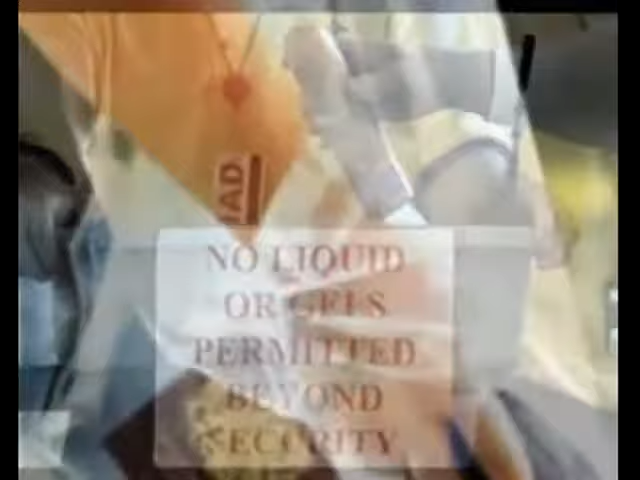 IAD
NO LIQUID
OR GELS
PERMITTED
BEYOND
SECURITY